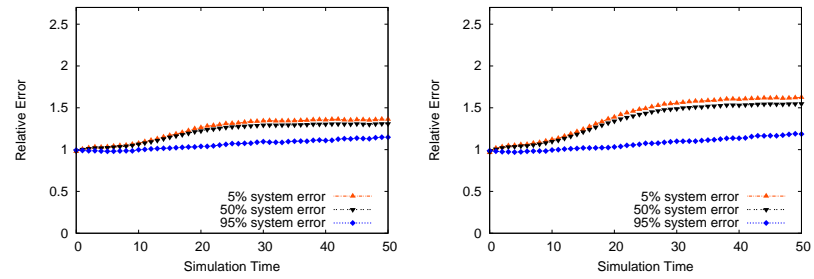 2.5
2
1.5
1
0.5
0
Relative Error
0 10 20 30 40 50
Simulation Time
5% system error
50% system error
95% system error
2.5
2
1.5
1
0.5
0
Relative Error
0 10 20 30 40 50
Simulation Time
5% system error
50% system error
95% system error